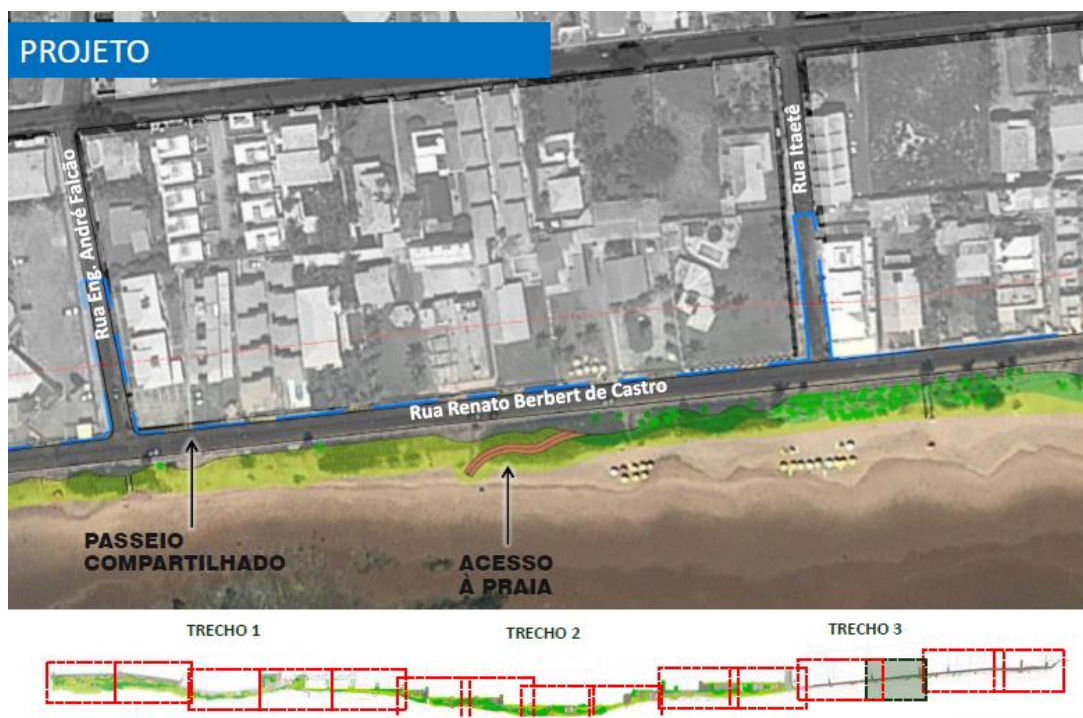 PROJETO
Rua Eng. André Falcão
Rua Itaetê
Rua Renato Berbert de Castro
PASSEIO
COMPARTILHADO
ACESSO
À PRAIA
TRECHO 1
TRECHO 2
TRECHO 3